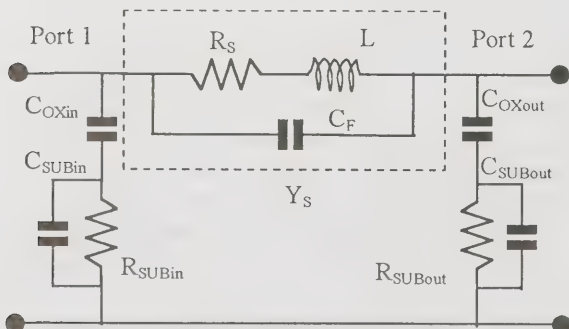 Port 1
R_S
L
Port 2
C_OXin
C_OXout
C_F
C_SUBin
C_SUBout
Y_S
R_SUBin
R_SUBout